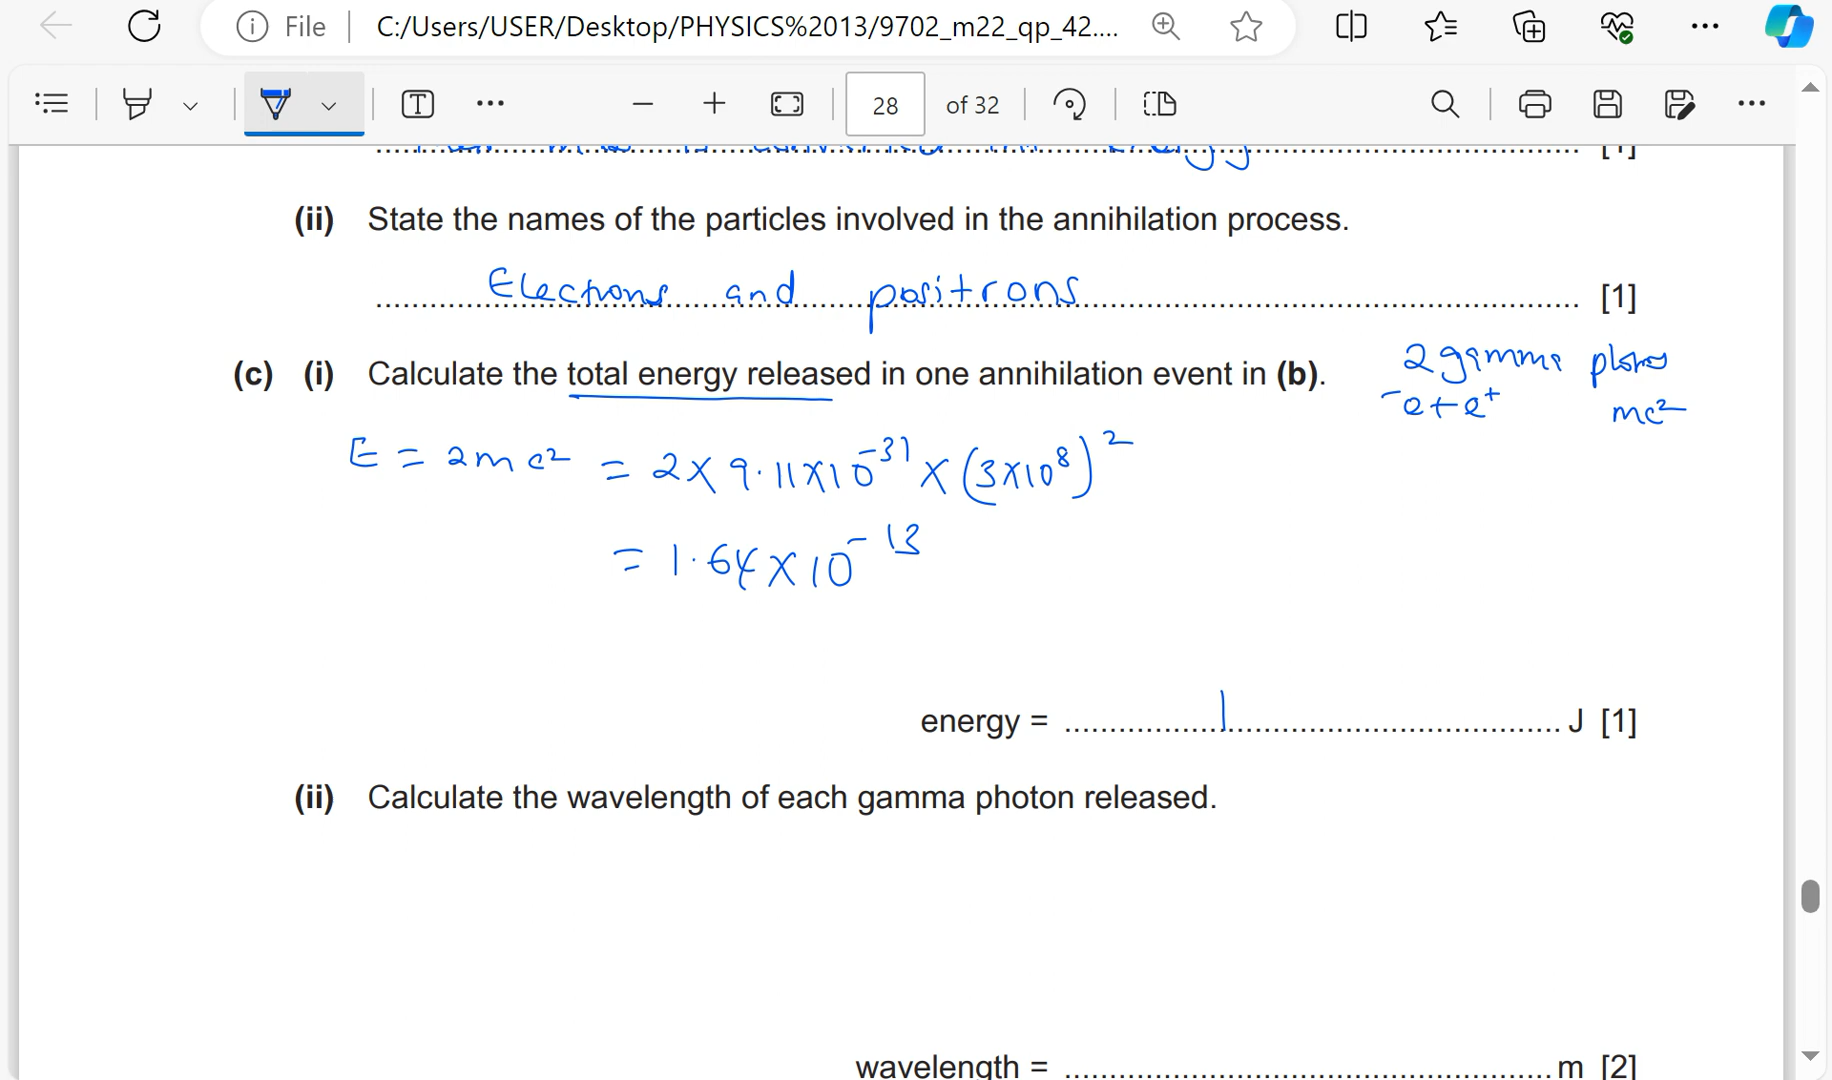 File C:/Users/USER/Desktop/PHYSICS%2013/9702_m22_qp_42....
28 of 32
energy [1]
(ii) State the names of the particles involved in the annihilation process.
Electrons and positrons [1]
(c) (i) Calculate the total energy released in one annihilation event in (b).
2 gamma
⁻e + e⁺ mc²
E = 2mc² = 2 × 9.11 × 10⁻³¹ × (3×10⁸)²
= 1.64 × 10⁻¹³
energy = 1 J [1]
(ii) Calculate the wavelength of each gamma photon released.
wavelength = m [2]